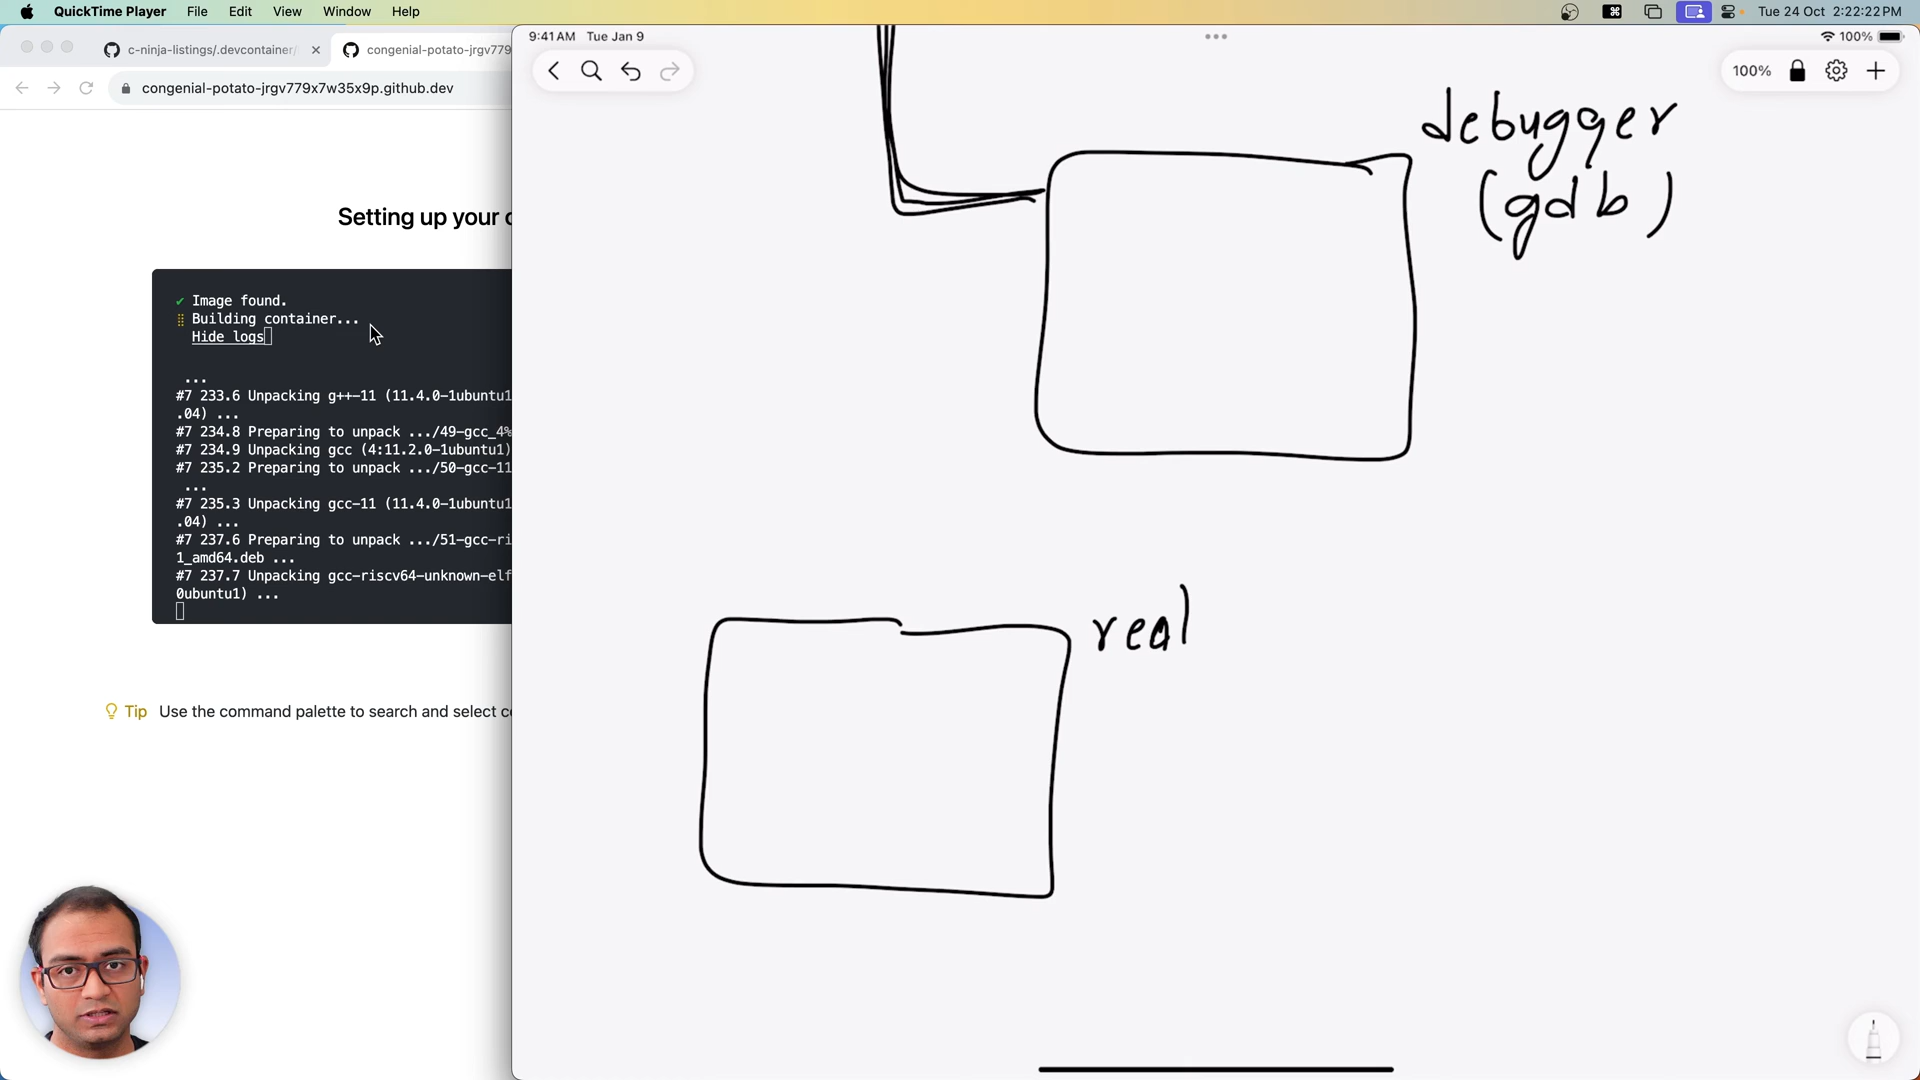 QuickTime Player File Edit View Window Help
Tue 24 Oct 2:22:22 PM
c-ninja-listings/.devcontainer/
congenial-potato-jrgv779
congenial-potato-jrgv779x7w35x9p.github.dev
Setting up your c
✔ Image found.
Building container...
Hide logs
...
#7 233.6 Unpacking g++-11 (11.4.0-1ubuntu1
.04) ...
#7 234.8 Preparing to unpack .../49-gcc_4%
#7 234.9 Unpacking gcc (4:11.2.0-1ubuntu1)
#7 235.2 Preparing to unpack .../50-gcc-11
...
#7 235.3 Unpacking gcc-11 (11.4.0-1ubuntu1
.04) ...
#7 237.6 Preparing to unpack .../51-gcc-ri
1_amd64.deb ...
#7 237.7 Unpacking gcc-riscv64-unknown-elf
0ubuntu1) ...
Tip Use the command palette to search and select c
9:41 AM Tue Jan 9
100%
100%
debugger
(gdb)
real